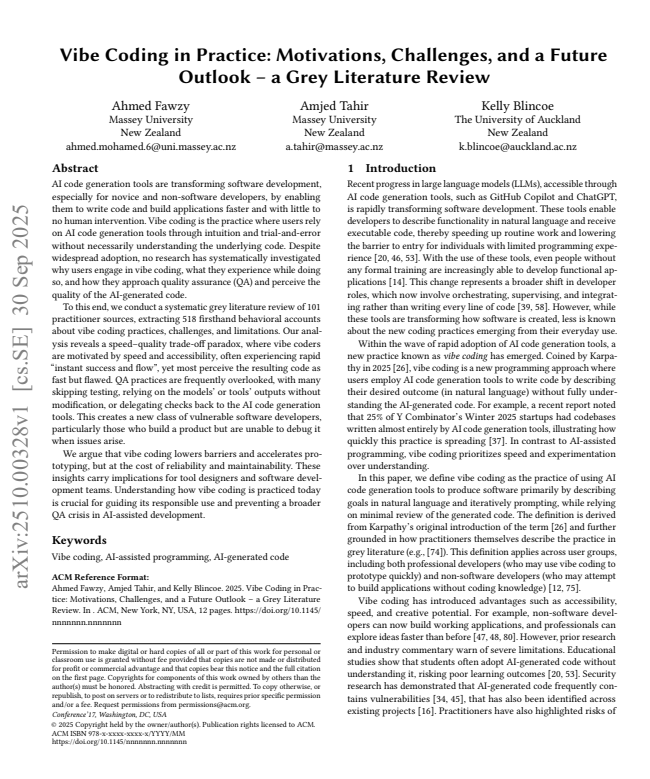 Vibe Coding in Practice: Motivations, Challenges, and a Future
Outlook – a Grey Literature Review
Ahmed Fawzy
Massey University
New Zealand
ahmed.mohamed.6@uni.massey.ac.nz
Amjed Tahir
Massey University
New Zealand
a.tahir@massey.ac.nz
Kelly Blincoe
The University of Auckland
New Zealand
k.blincoe@auckland.ac.nz
arXiv:2510.00328v1 [cs.SE] 30 Sep 2025
Abstract
AI code generation tools are transforming software development,
especially for novice and non-software developers, by enabling
them to write code and build applications faster and with little to
no human intervention. Vibe coding is the practice where users rely
on AI code generation tools through intuition and trial-and-error
without necessarily understanding the underlying code. Despite
widespread adoption, no research has systematically investigated
why users engage in vibe coding, what they experience while doing
so, and how they approach quality assurance (QA) and perceive the
quality of the AI-generated code.
To this end, we conduct a systematic grey literature review of 101
practitioner sources, extracting 518 firsthand behavioral accounts
about vibe coding practices, challenges, and limitations. Our anal-
ysis reveals a speed–quality trade-off paradox, where vibe coders
are motivated by speed and accessibility, often experiencing rapid
"instant success and flow", yet most perceive the resulting code as
fast but flawed. QA practices are frequently overlooked, with many
skipping testing, relying on the models' or tools' outputs without
modification, or delegating checks back to the AI code generation
tools. This creates a new class of vulnerable software developers,
particularly those who build a product but are unable to debug it
when issues arise.
We argue that vibe coding lowers barriers and accelerates pro-
totyping, but at the cost of reliability and maintainability. These
insights carry implications for tool designers and software devel-
opment teams. Understanding how vibe coding is practiced today
is crucial for guiding its responsible use and preventing a broader
QA crisis in AI-assisted development.
Keywords
Vibe coding, AI-assisted programming, AI-generated code
ACM Reference Format:
Ahmed Fawzy, Amjed Tahir, and Kelly Blincoe. 2025. Vibe Coding in Prac-
tice: Motivations, Challenges, and a Future Outlook – a Grey Literature
Review. In . ACM, New York, NY, USA, 12 pages. https://doi.org/10.1145/
nnnnnnn.nnnnnnn
Permission to make digital or hard copies of all or part of this work for personal or
classroom use is granted without fee provided that copies are not made or distributed
for profit or commercial advantage and that copies bear this notice and the full citation
on the first page. Copyrights for components of this work owned by others than the
author(s) must be honored. Abstracting with credit is permitted. To copy otherwise, or
republish, to post on servers or to redistribute to lists, requires prior specific permission
and/or a fee. Request permissions from permissions@acm.org.
Conference'17, Washington, DC, USA
© 2025 Copyright held by the owner/author(s). Publication rights licensed to ACM.
ACM ISBN 978-x-xxxx-xxxx-x/YYYY/MM
https://doi.org/10.1145/nnnnnnn.nnnnnnn
1 Introduction
Recent progress in large language models (LLMs), accessible through
AI code generation tools, such as GitHub Copilot and ChatGPT,
is rapidly transforming software development. These tools enable
developers to describe functionality in natural language and receive
executable code, thereby speeding up routine work and lowering
the barrier to entry for individuals with limited programming expe-
rience [20, 46, 53]. With the use of these tools, even people without
any formal training are increasingly able to develop functional ap-
plications [14]. This change represents a broader shift in developer
roles, which now involve orchestrating, supervising, and integrat-
ing rather than writing every line of code [39, 58]. However, while
these tools are transforming how software is created, less is known
about the new coding practices emerging from their everyday use.
Within the wave of rapid adoption of AI code generation tools, a
new practice known as vibe coding has emerged. Coined by Karpa-
thy in 2025 [26], vibe coding is a new programming approach where
users employ AI code generation tools to write code by describing
their desired outcome (in natural language) without fully under-
standing the AI-generated code. For example, a recent report noted
that 25% of Y Combinator's Winter 2025 startups had codebases
written almost entirely by AI code generation tools, illustrating how
quickly this practice is spreading [37]. In contrast to AI-assisted
programming, vibe coding prioritizes speed and experimentation
over understanding.
In this paper, we define vibe coding as the practice of using AI
code generation tools to produce software primarily by describing
goals in natural language and iteratively prompting, while relying
on minimal review of the generated code. The definition is derived
from Karpathy's original introduction of the term [26] and further
grounded in how practitioners themselves describe the practice in
grey literature (e.g., [74]). This definition applies across user groups,
including both professional developers (who may use vibe coding to
prototype quickly) and non-software developers (who may attempt
to build applications without coding knowledge) [12, 75].
Vibe coding has introduced advantages such as accessibility,
speed, and creative potential. For example, non-software devel-
opers can now build working applications, and professionals can
explore ideas faster than before [47, 48, 80]. However, prior research
and industry commentary warn of severe limitations. Educational
studies show that students often adopt AI-generated code without
understanding it, risking poor learning outcomes [20, 53]. Security
research has demonstrated that AI-generated code frequently con-
tains vulnerabilities [34, 45], that has also been identified across
existing projects [16]. Practitioners have also highlighted risks of